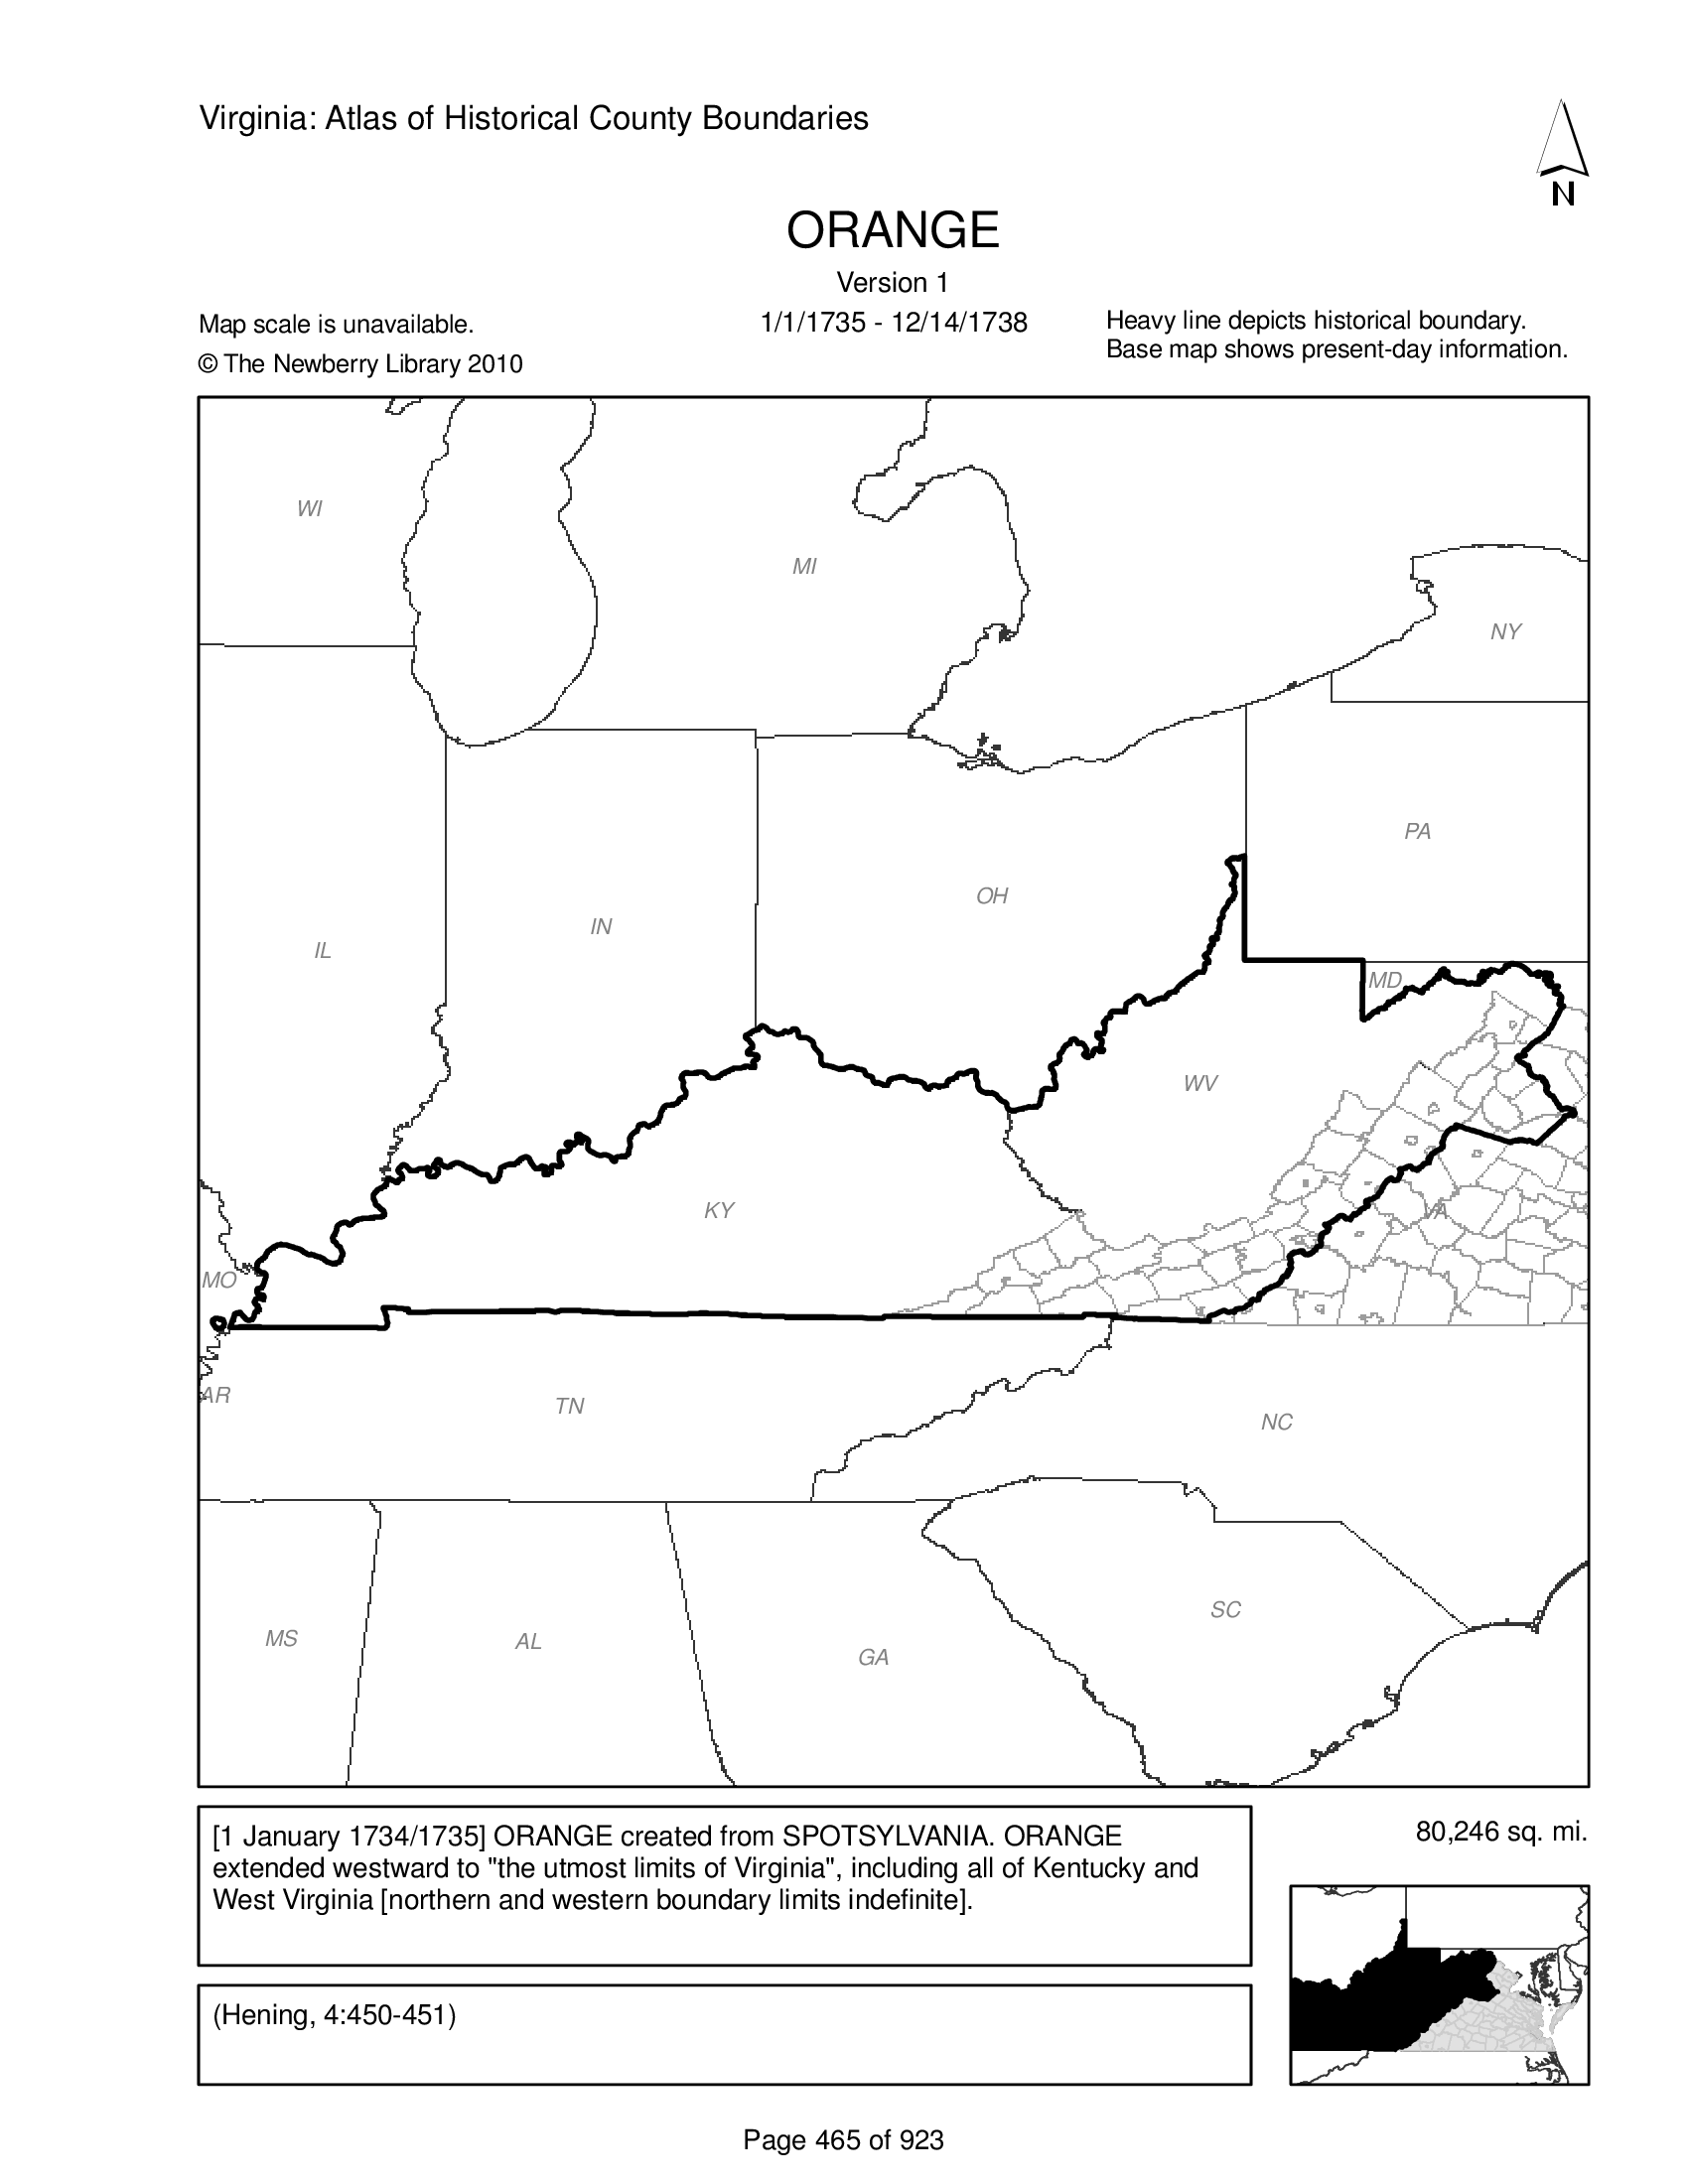 Virginia: Atlas of Historical County Boundaries
N
ORANGE
Version 1
1/1/1735 - 12/14/1738
Map scale is unavailable.
© The Newberry Library 2010
Heavy line depicts historical boundary.
Base map shows present-day information.
WI
MI
NY
PA
OH
IN
IL
MD
WV
KY
VA
MO
AR
TN
NC
SC
MS
AL
GA
[1 January 1734/1735] ORANGE created from SPOTSYLVANIA. ORANGE
extended westward to "the utmost limits of Virginia", including all of Kentucky and
West Virginia [northern and western boundary limits indefinite].
80,246 sq. mi.
(Hening, 4:450-451)
Page 465 of 923